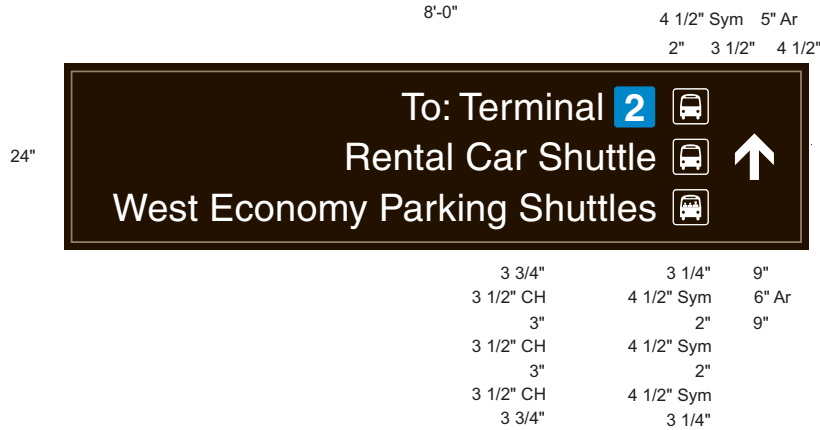 8'-0"
4 1/2" Sym 5" Ar
2" 3 1/2" 4 1/2"
24"
To: Terminal 2
Rental Car Shuttle
West Economy Parking Shuttles
3 3/4" 3 1/4" 9"
3 1/2" CH 4 1/2" Sym 6" Ar
3" 2" 9"
3 1/2" CH 4 1/2" Sym
3" 2"
3 1/2" CH 4 1/2" Sym
3 3/4" 3 1/4"